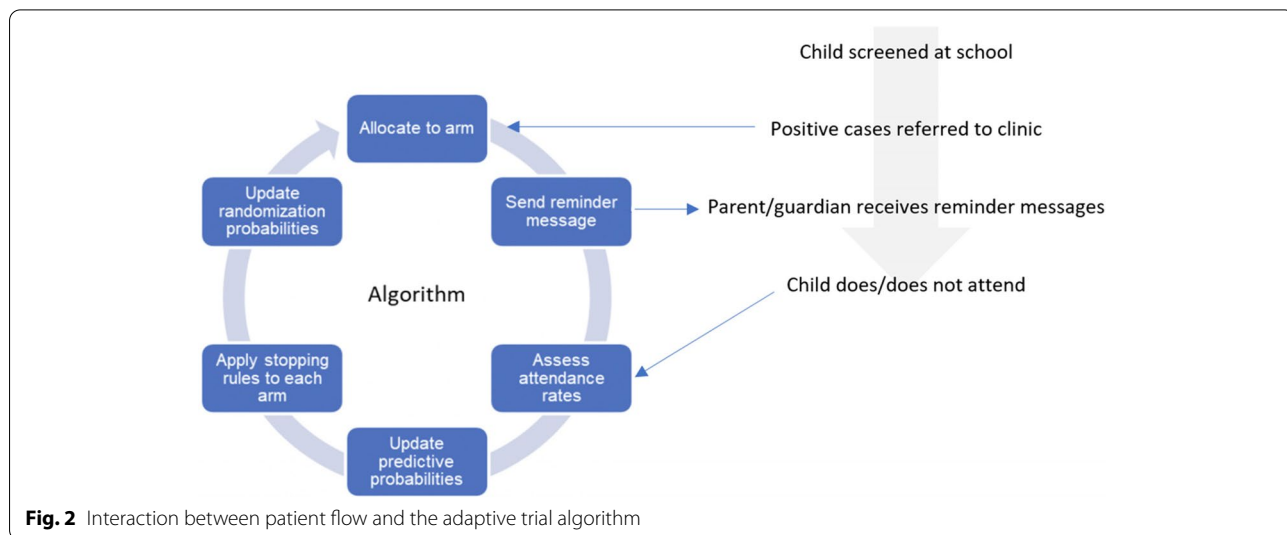 Child screened at school
Allocate to arm
Positive cases referred to clinic
Update
randomization
probabilities
Send reminder
message
Parent/guardian receives reminder messages
Algorithm
Child does/does not attend
Apply stopping
rules to each
arm
Assess
attendance
rates
Update
predictive
probabilities
Fig. 2 Interaction between patient flow and the adaptive trial algorithm